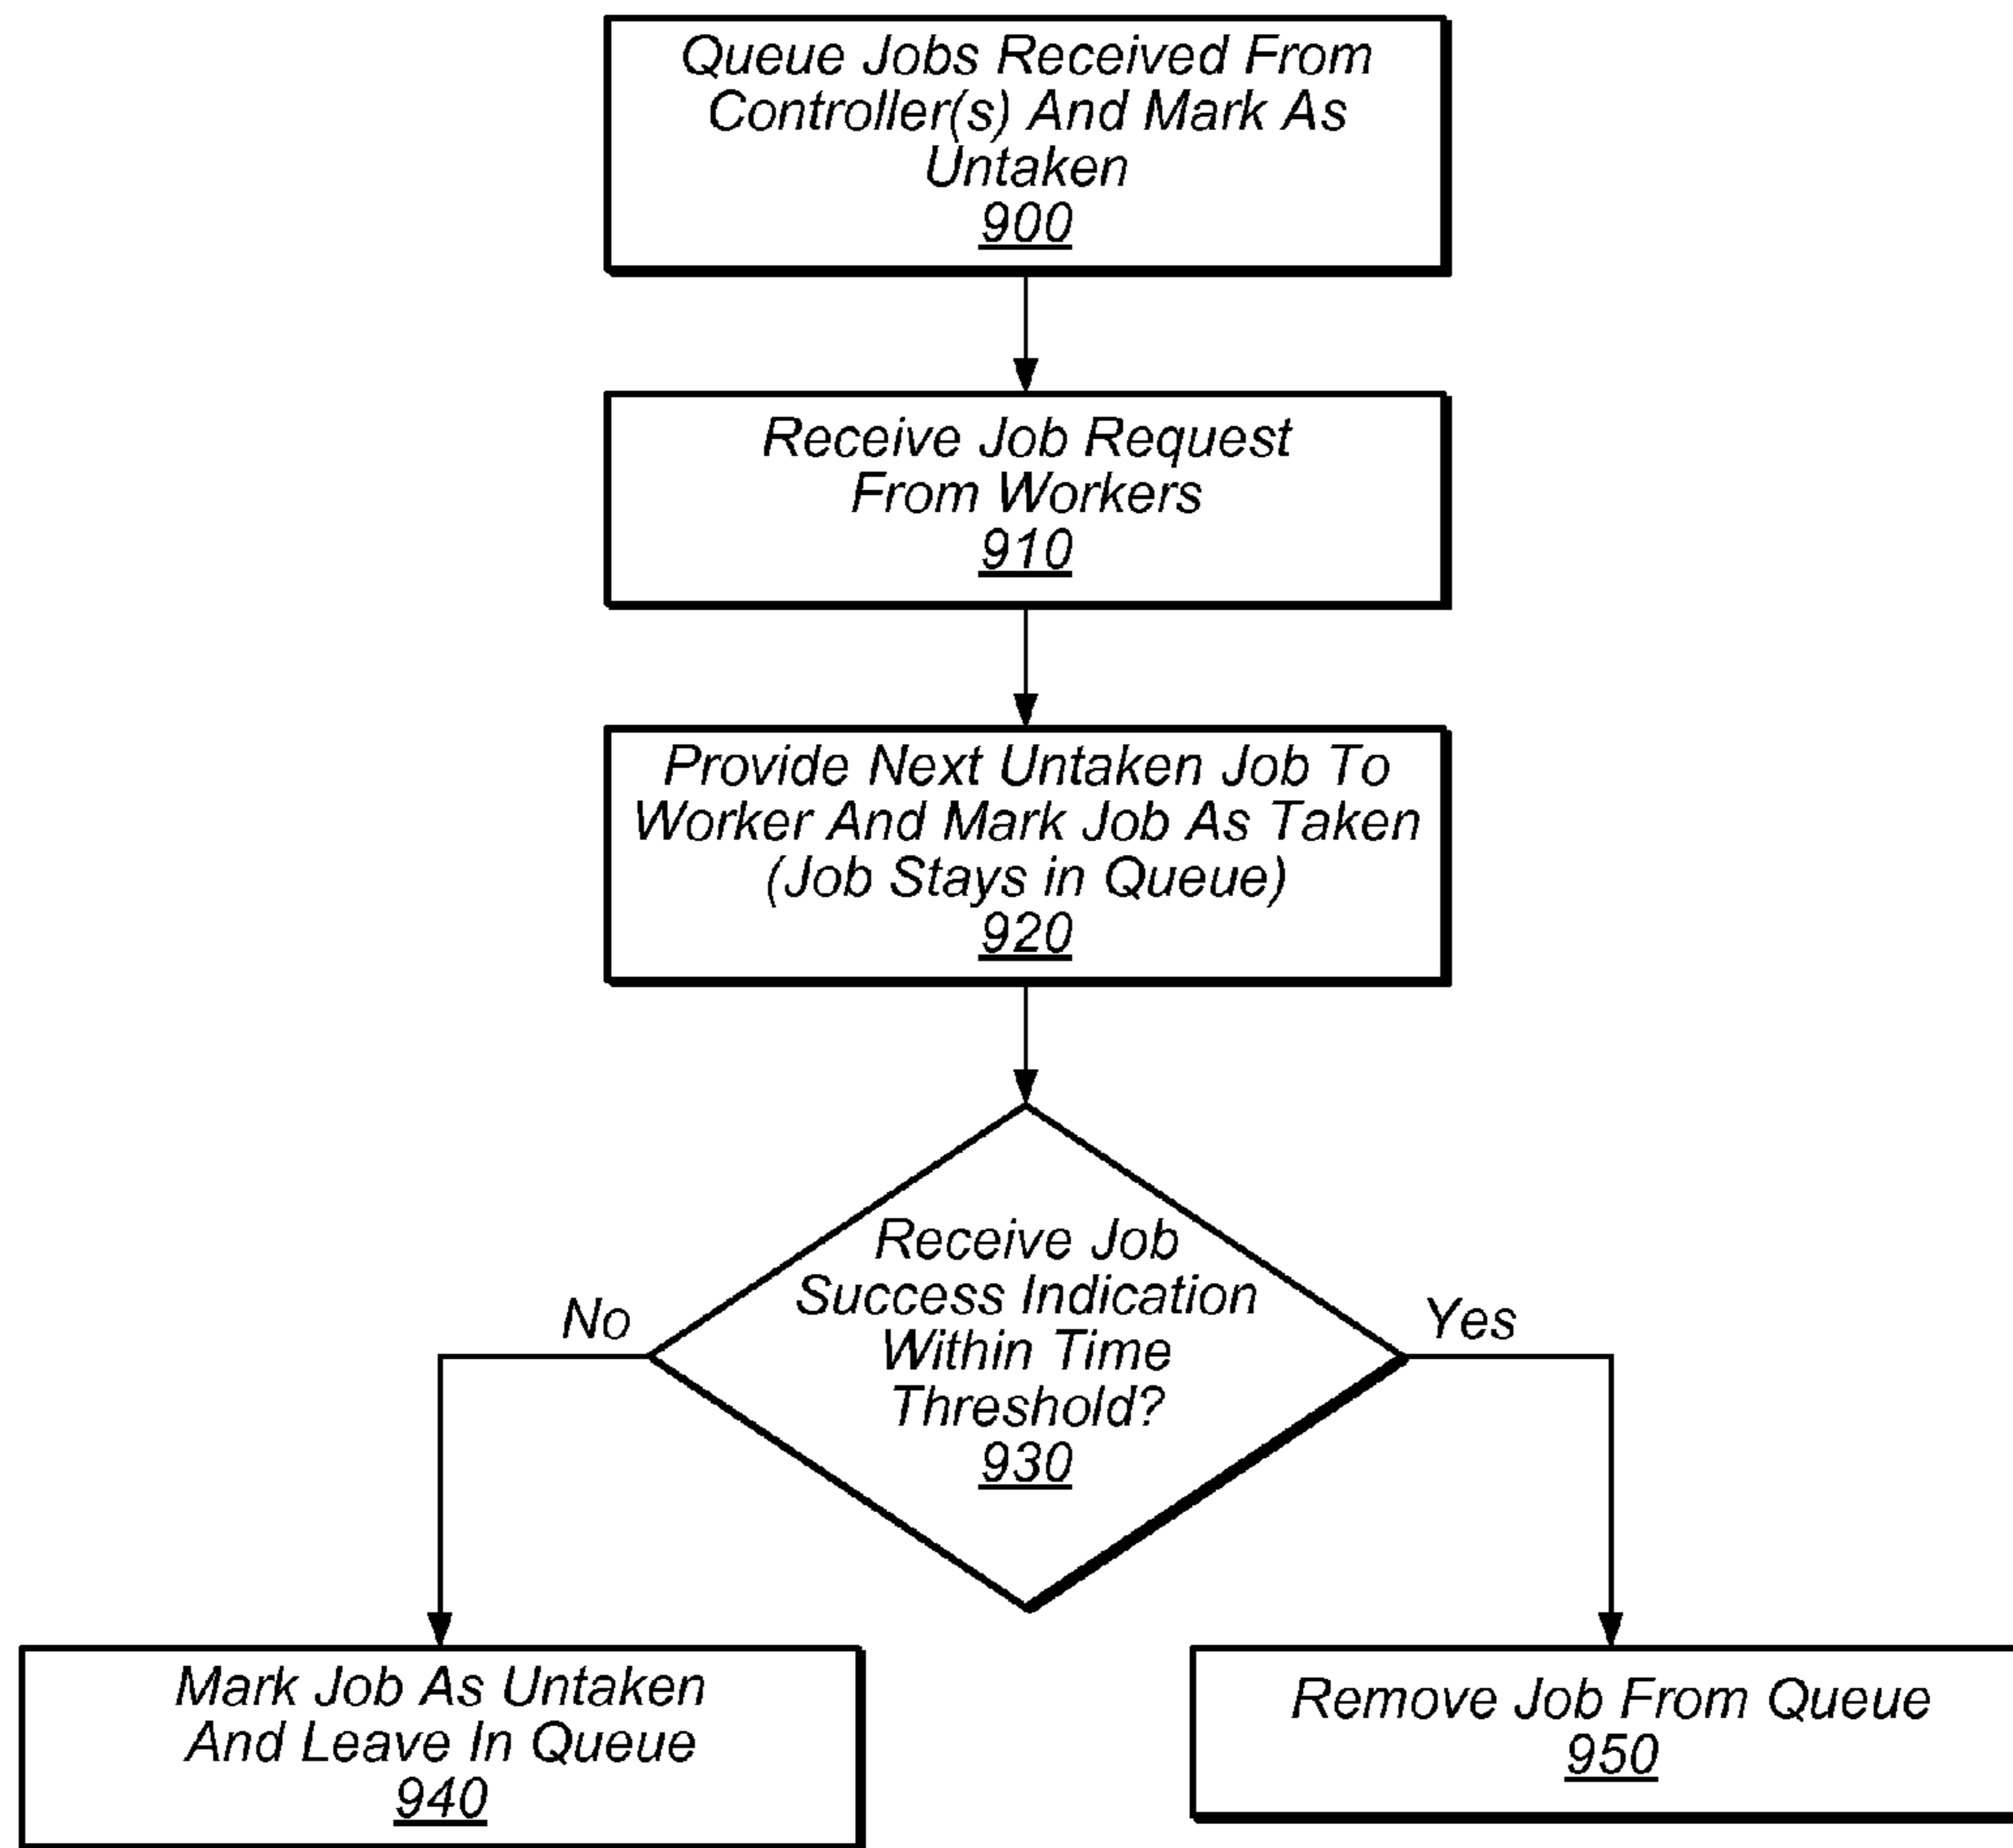 Queue Jobs Received From
Controller(s) And Mark As
Untaken
900
Receive Job Request
From Workers
910
Provide Next Untaken Job To
Worker And Mark Job As Taken
(Job Stays in Queue)
920
Receive Job
Success Indication
Within Time
Threshold?
930
No
Yes
Mark Job As Untaken
And Leave In Queue
940
Remove Job From Queue
950